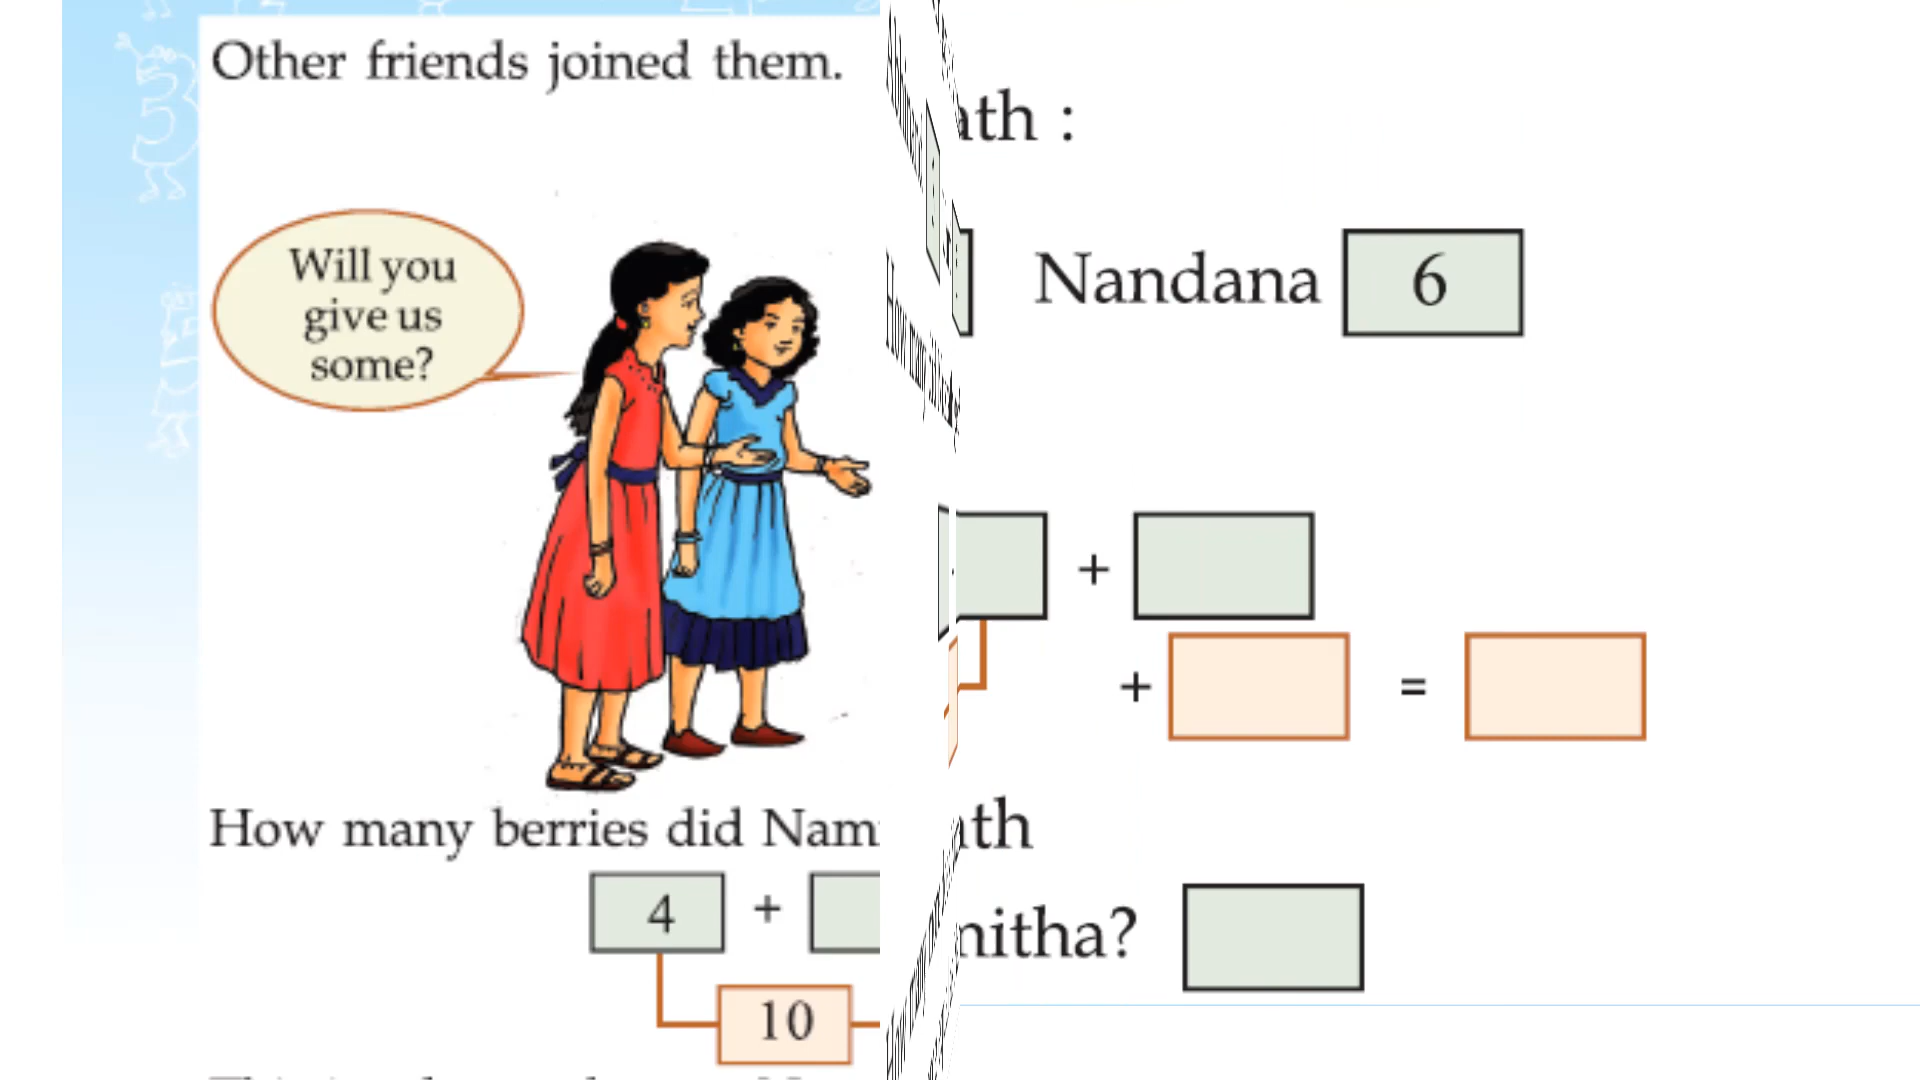 Other friends joined them.
Will you
give us
some?
How many berries did Nam
4 +
10
ath :
Nandana 6
+
+ =
ath
nitha?